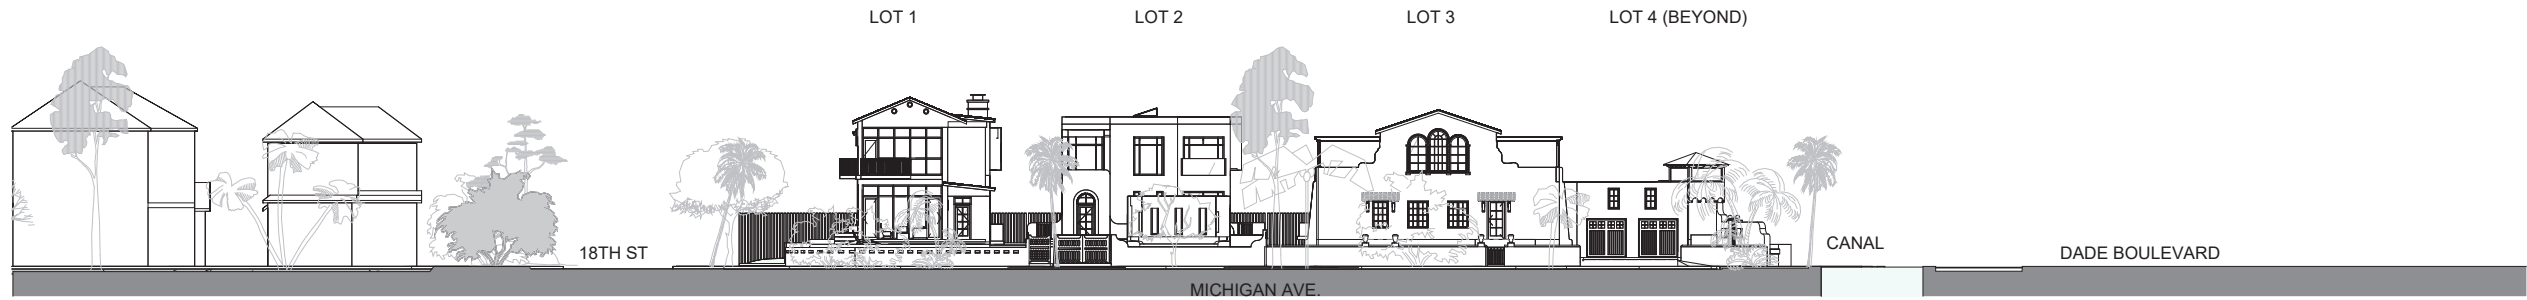 LOT 1
LOT 2
LOT 3
LOT 4 (BEYOND)
18TH ST
CANAL
DADE BOULEVARD
MICHIGAN AVE.